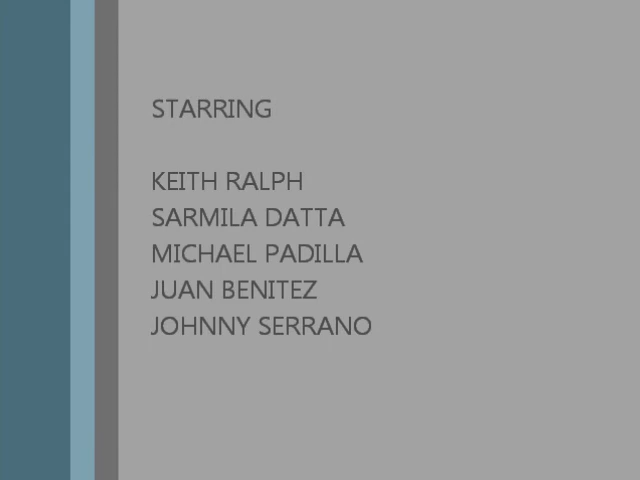 STARRING
KEITH RALPH
SARMILA DATTA
MICHAEL PADILLA
JUAN BENITEZ
JOHNNY SERRANO